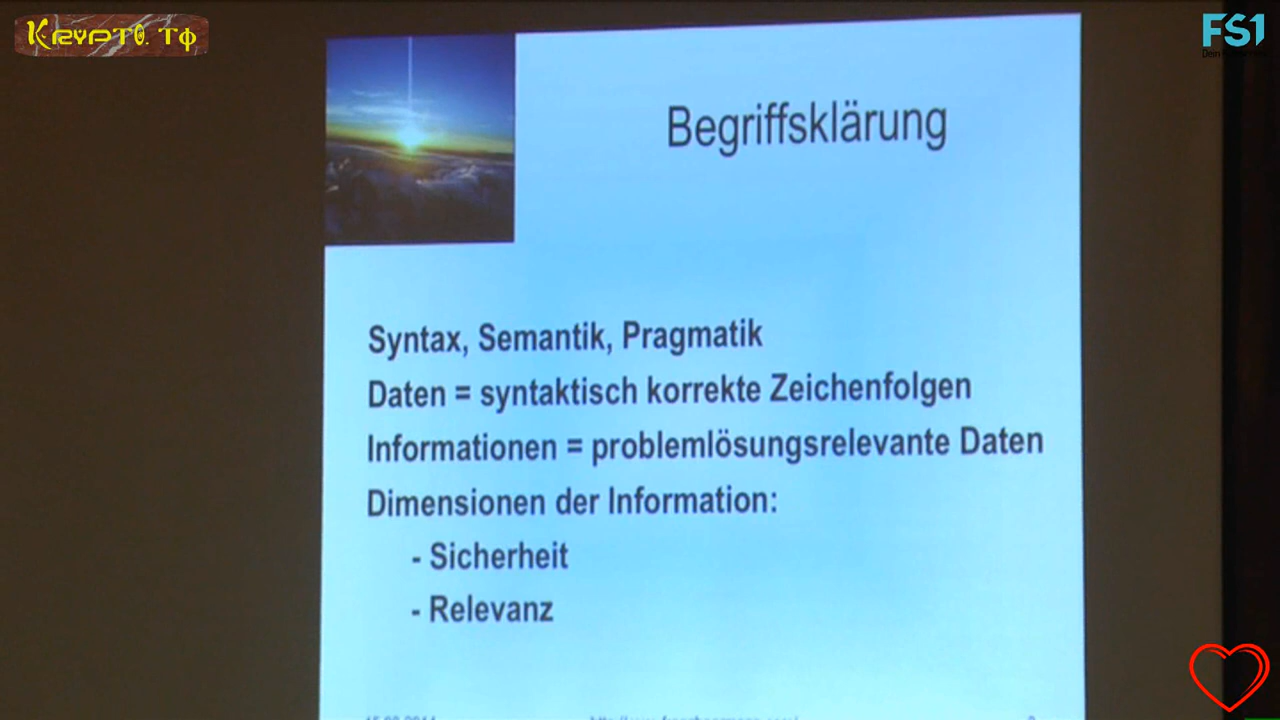 Krypto.Tφ
FS1
Begriffsklärung
Syntax, Semantik, Pragmatik
Daten = syntaktisch korrekte Zeichenfolgen
Informationen = problemlösungsrelevante Daten
Dimensionen der Information:
- Sicherheit
- Relevanz